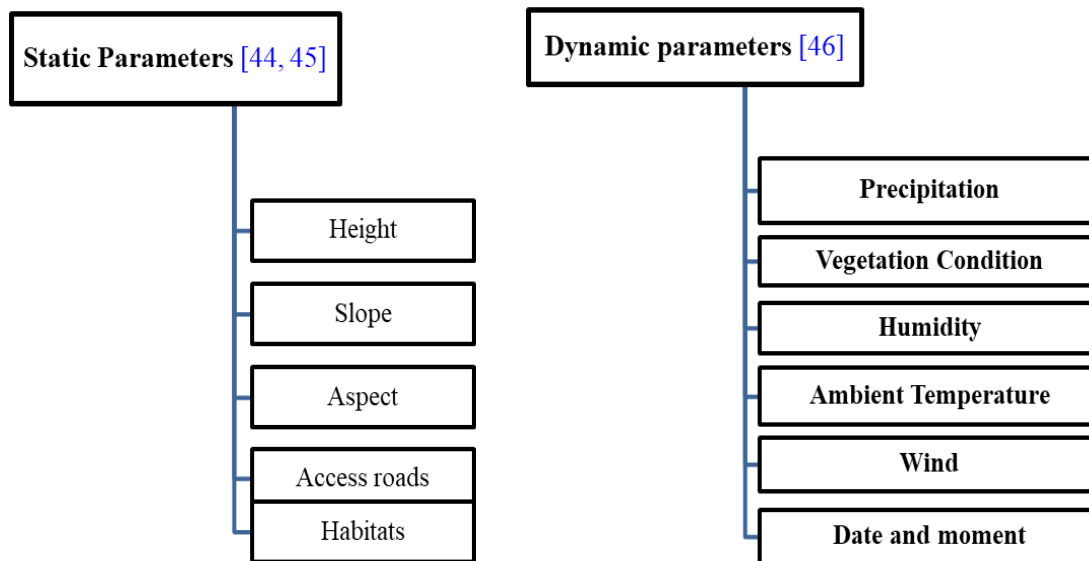 Static Parameters [44, 45]
Height
Slope
Aspect
Access roads
Habitats
Dynamic parameters [46]
Precipitation
Vegetation Condition
Humidity
Ambient Temperature
Wind
Date and moment